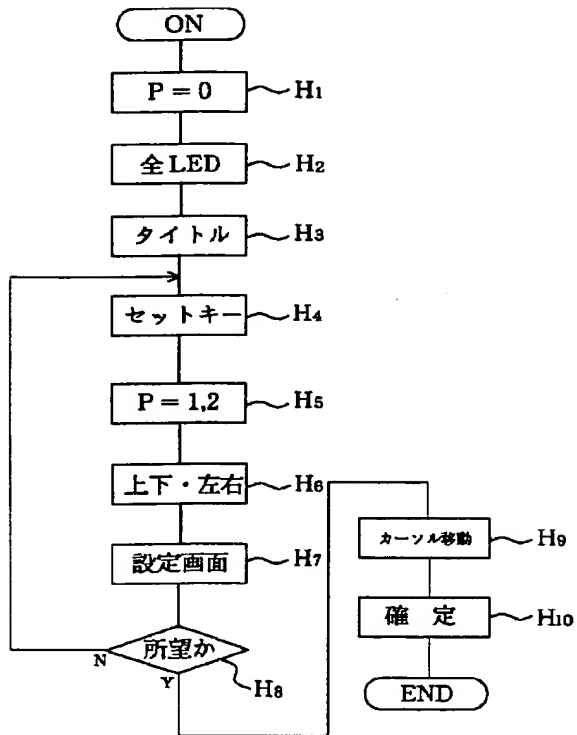 ON
P = 0 H1
全LED H2
タイトル H3
セットキー H4
P = 1,2 H5
上下・左右 H6
設定画面 H7
所望か H8
N
Y
カーソル移動 H9
確 定 H10
END